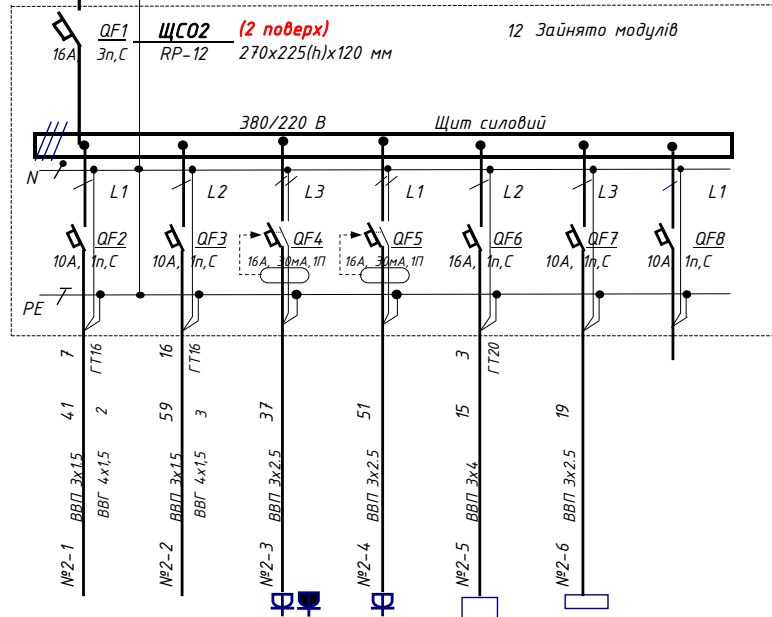 QF1 ЩСО2 (2 поверх) 12 Зайнято модулів
16А, 3п,С RP-12 270х225(h)х120 мм
380/220 В Щит силовий
N L1 L2 L3 L1 L2 L3 L1
QF2 QF3 QF4 QF5 QF6 QF7 QF8
10А, 1п,С 10А, 1п,С 16А, 30мА,1П 16А, 30мА,1П 16А, 1п,С 10А, 1п,С 10А, 1п,С
PE
7 ГТ16 16 ГТ16 3 ГТ20
41 2 59 3 37 51 15 19
ВВП 3х1.5 ВВГ 4х1,5 ВВП 3х1.5 ВВГ 4х1,5 ВВП 3х2.5 ВВП 3х2.5 ВВП 3х4 ВВП 3х2.5
№2-1 №2-2 №2-3 №2-4 №2-5 №2-6